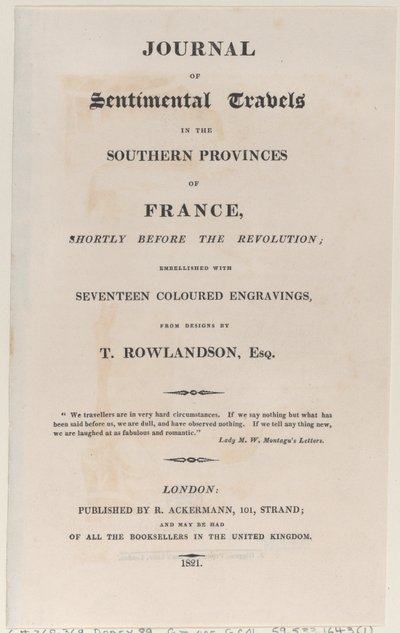 JOURNAL
OF
Sentimental Travels
IN THE
SOUTHERN PROVINCES
OF
FRANCE,
SHORTLY BEFORE THE REVOLUTION;
EMBELLISHED WITH
SEVENTEEN COLOURED ENGRAVINGS,
FROM DESIGNS BY
T. ROWLANDSON, Esq.
" We travellers are in very hard circumstances. If we say nothing but what has
been said before us, we are dull, and have observed nothing. If we tell any thing new,
we are laughed at as fabulous and romantic."
Lady M. W. Montagu's Letters.
LONDON:
PUBLISHED BY R. ACKERMANN, 101, STRAND;
AND MAY BE HAD
OF ALL THE BOOKSELLERS IN THE UNITED KINGDOM.
1821.
59.533.1643(1)